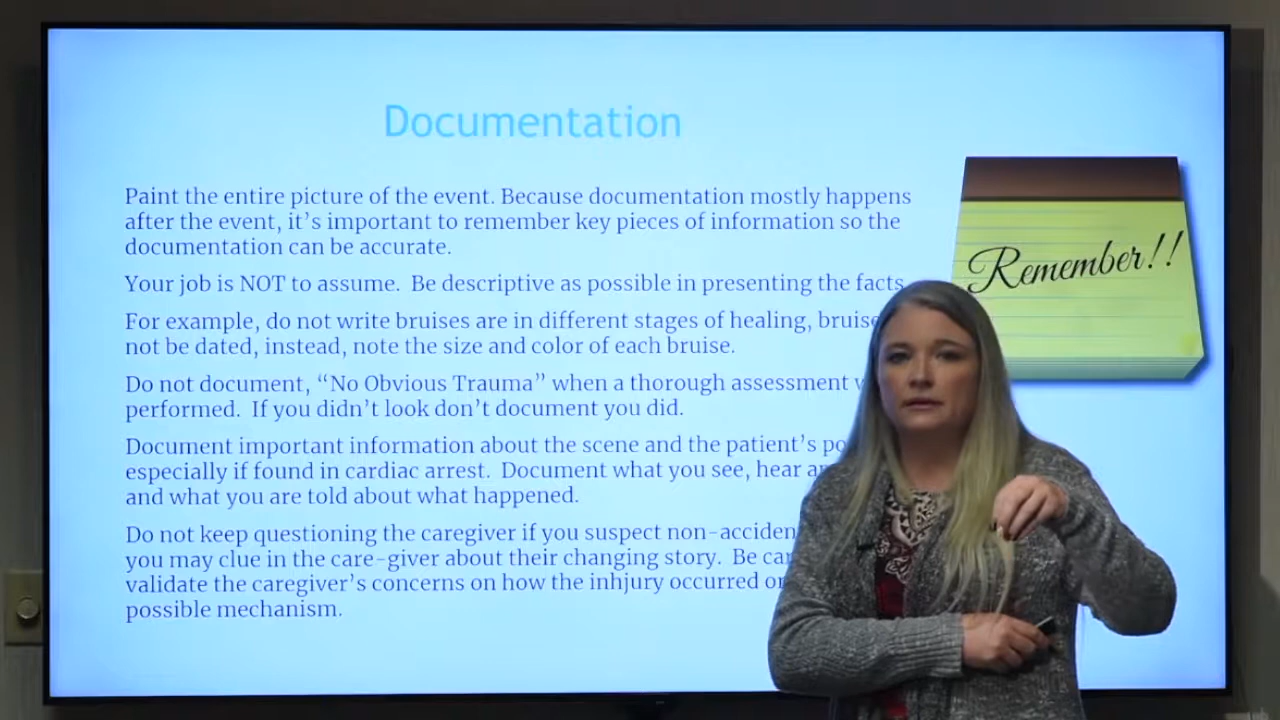 Documentation
Paint the entire picture of the event. Because documentation mostly happens
after the event, it’s important to remember key pieces of information so the
documentation can be accurate.
Your job is NOT to assume. Be descriptive as possible in presenting the facts
For example, do not write bruises are in different stages of healing,
not be dated, instead, note the size and color of each bruise.
Do not document, “No Obvious Trauma” when a thorough assessment
performed. If you didn’t look don’t document you did.
Document important information about the scene and the patient’s
especially if found in cardiac arrest. Document what you see, hear
and what you are told about what happened.
Do not keep questioning the caregiver if you suspect
you may clue in the care-giver about their changing story. Be
validate the caregiver’s concerns on how the inhjury occurred
possible mechanism.
Remember!!